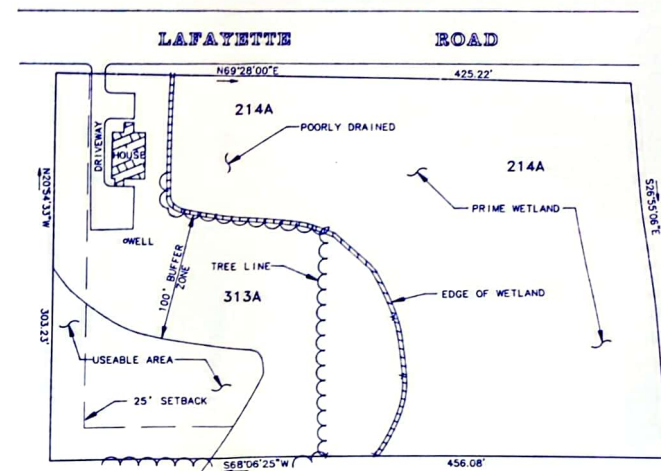 LAFAYETTE ROAD
N69°28'00"E 425.22'
214A
POORLY DRAINED
214A
DRIVEWAY
HOUSE
N20°54'33"W
S26°55'06"E
PRIME WETLAND
WELL
100' BUFFER
ZONE
TREE LINE
EDGE OF WETLAND
313A
303.23'
USEABLE AREA
25' SETBACK
S68°06'25"W 456.08'